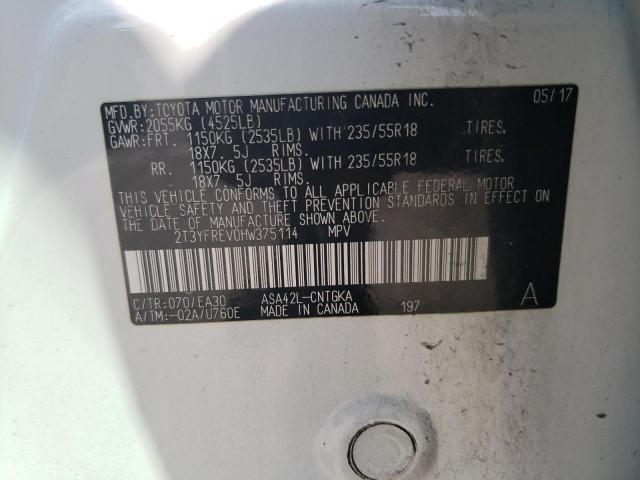 MFD.BY:TOYOTA MOTOR MANUFACTURING CANADA INC. 05/17
GVWR:2055KG (4525LB)
GAWR:FRT. 1150KG (2535LB) WITH 235/55R18 TIRES,
18X7.5J RIMS.
RR. 1150KG (2535LB) WITH 235/55R18 TIRES,
18X7.5J RIMS.
THIS VEHICLE CONFORMS TO ALL APPLICABLE FEDERAL MOTOR
VEHICLE SAFETY AND THEFT PREVENTION STANDARDS IN EFFECT ON
THE DATE OF MANUFACTURE SHOWN ABOVE.
2T3YFREV0HW375114 MPV
C/TR:070/EA30 ASA42L-CNTGKA
A/TM:-02A/U760E MADE IN CANADA 197 A